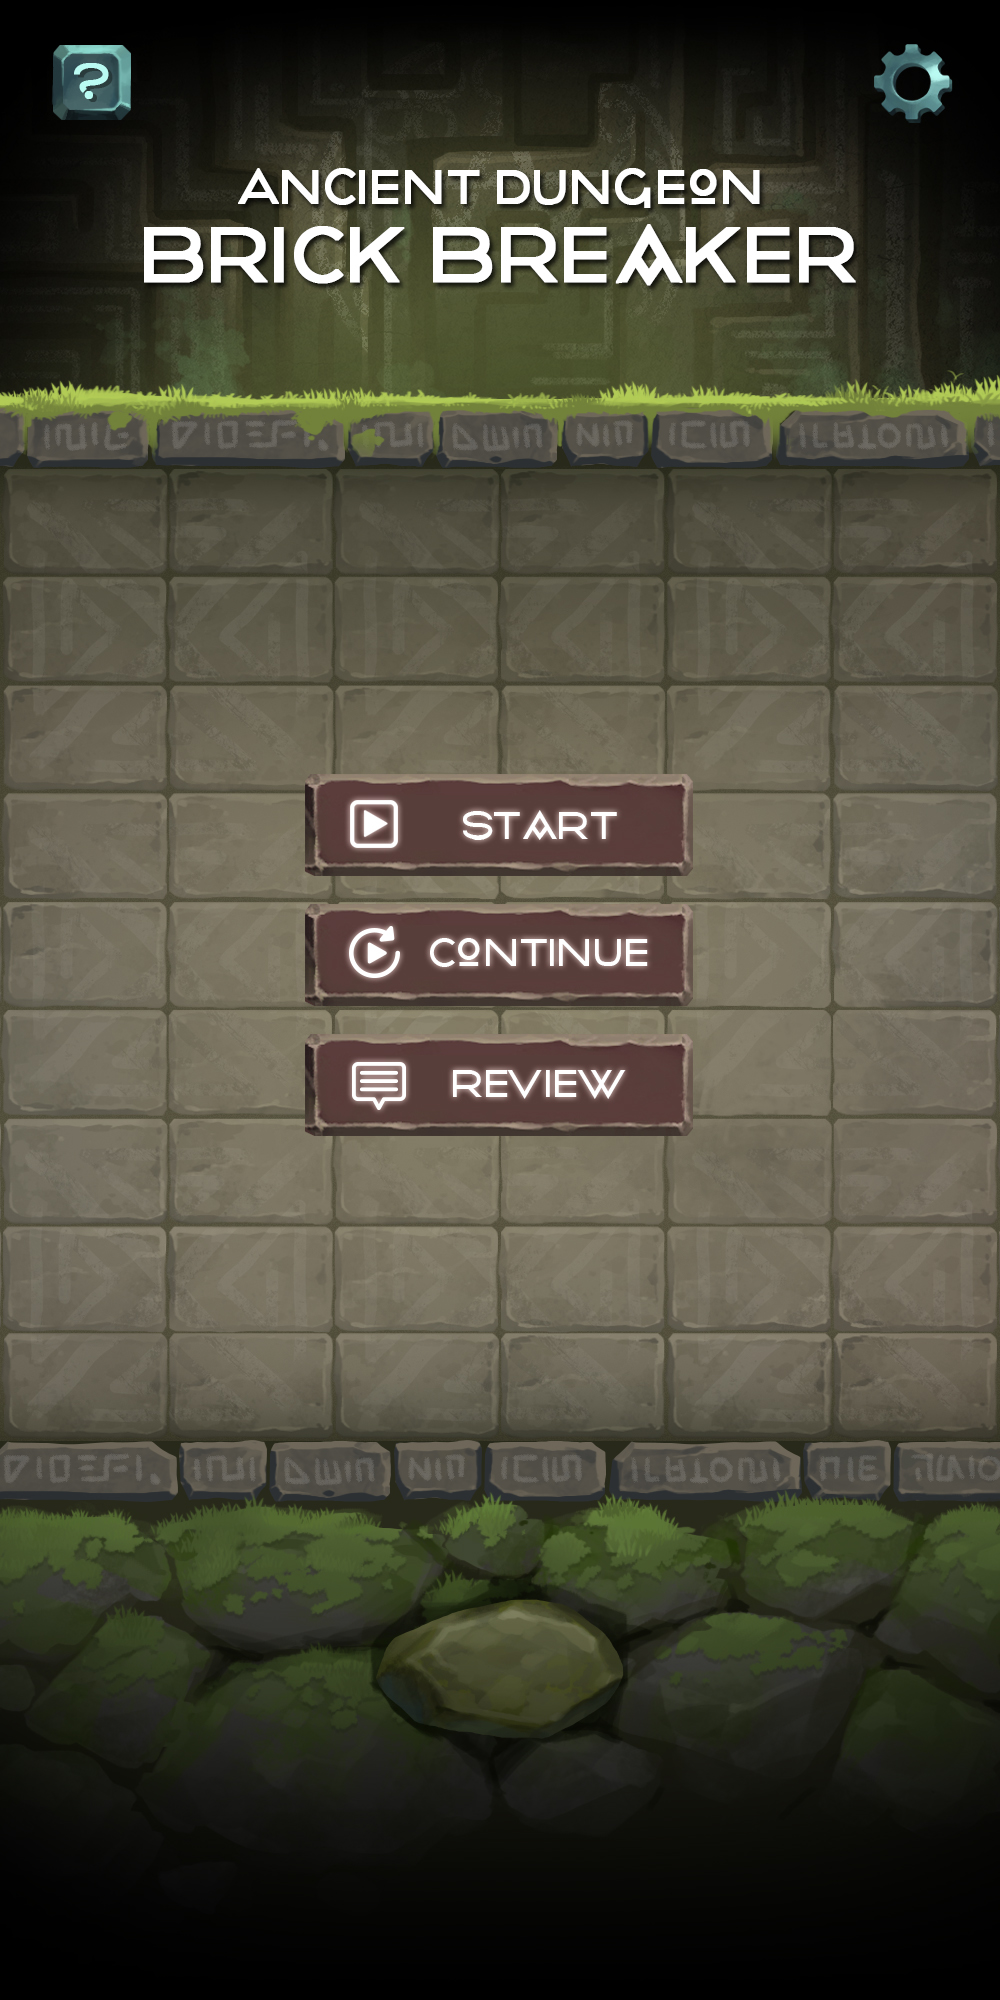 ?
ANCIENT DUNGEON
BRICK BREAKER
START
CONTINUE
REVIEW